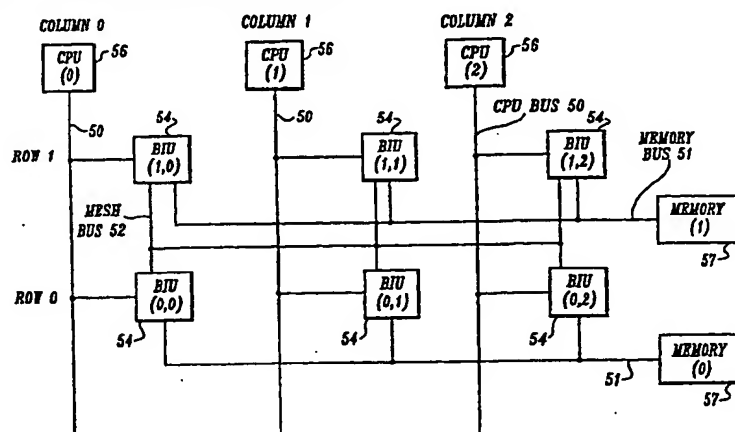 COLUMN 0
COLUMN 1
COLUMN 2
CPU
(0)
56
CPU
(1)
56
CPU
(2)
56
50
50
CPU BUS 50
ROW 1
54
BIU
(1,0)
54
BIU
(1,1)
54
BIU
(1,2)
MEMORY
BUS 51
MESH
BUS 52
MEMORY
(1)
57
ROW 0
BIU
(0,0)
54
BIU
(0,1)
54
BIU
(0,2)
54
51
MEMORY
(0)
57